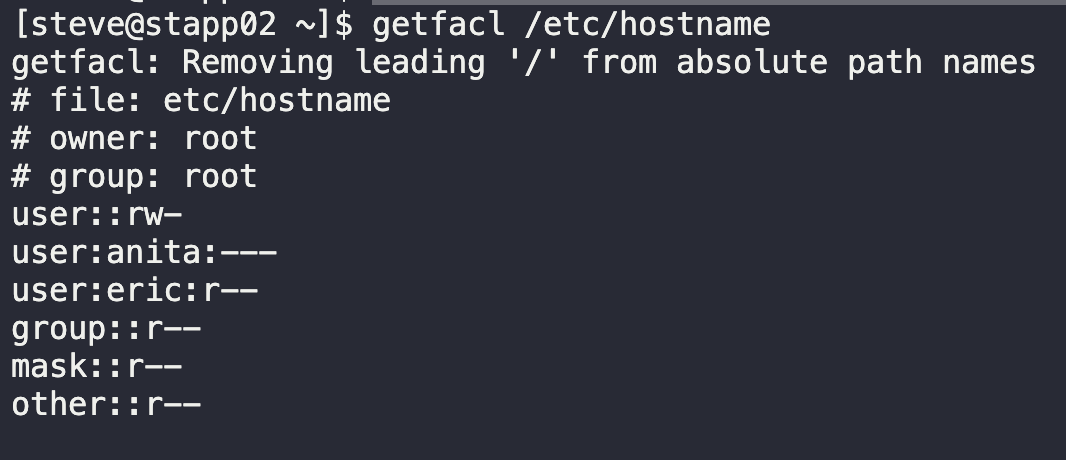 [steve@stapp02 ~]$ getfacl /etc/hostname
getfacl: Removing leading '/' from absolute path names
# file: etc/hostname
# owner: root
# group: root
user::rw-
user:anita:---
user:eric:r--
group::r--
mask::r--
other::r--